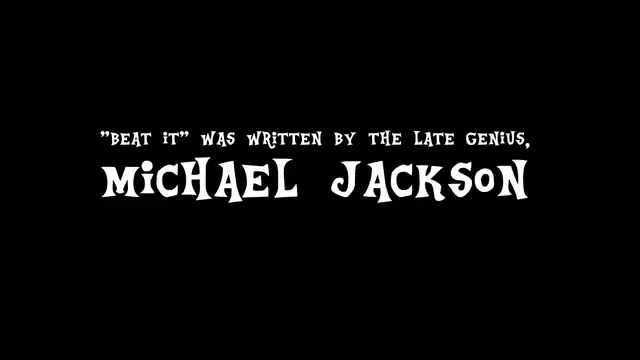 "BEAT iT" WAS WRiTTEN BY THE LATE GENiUS,
MiCHAEL JACKSON